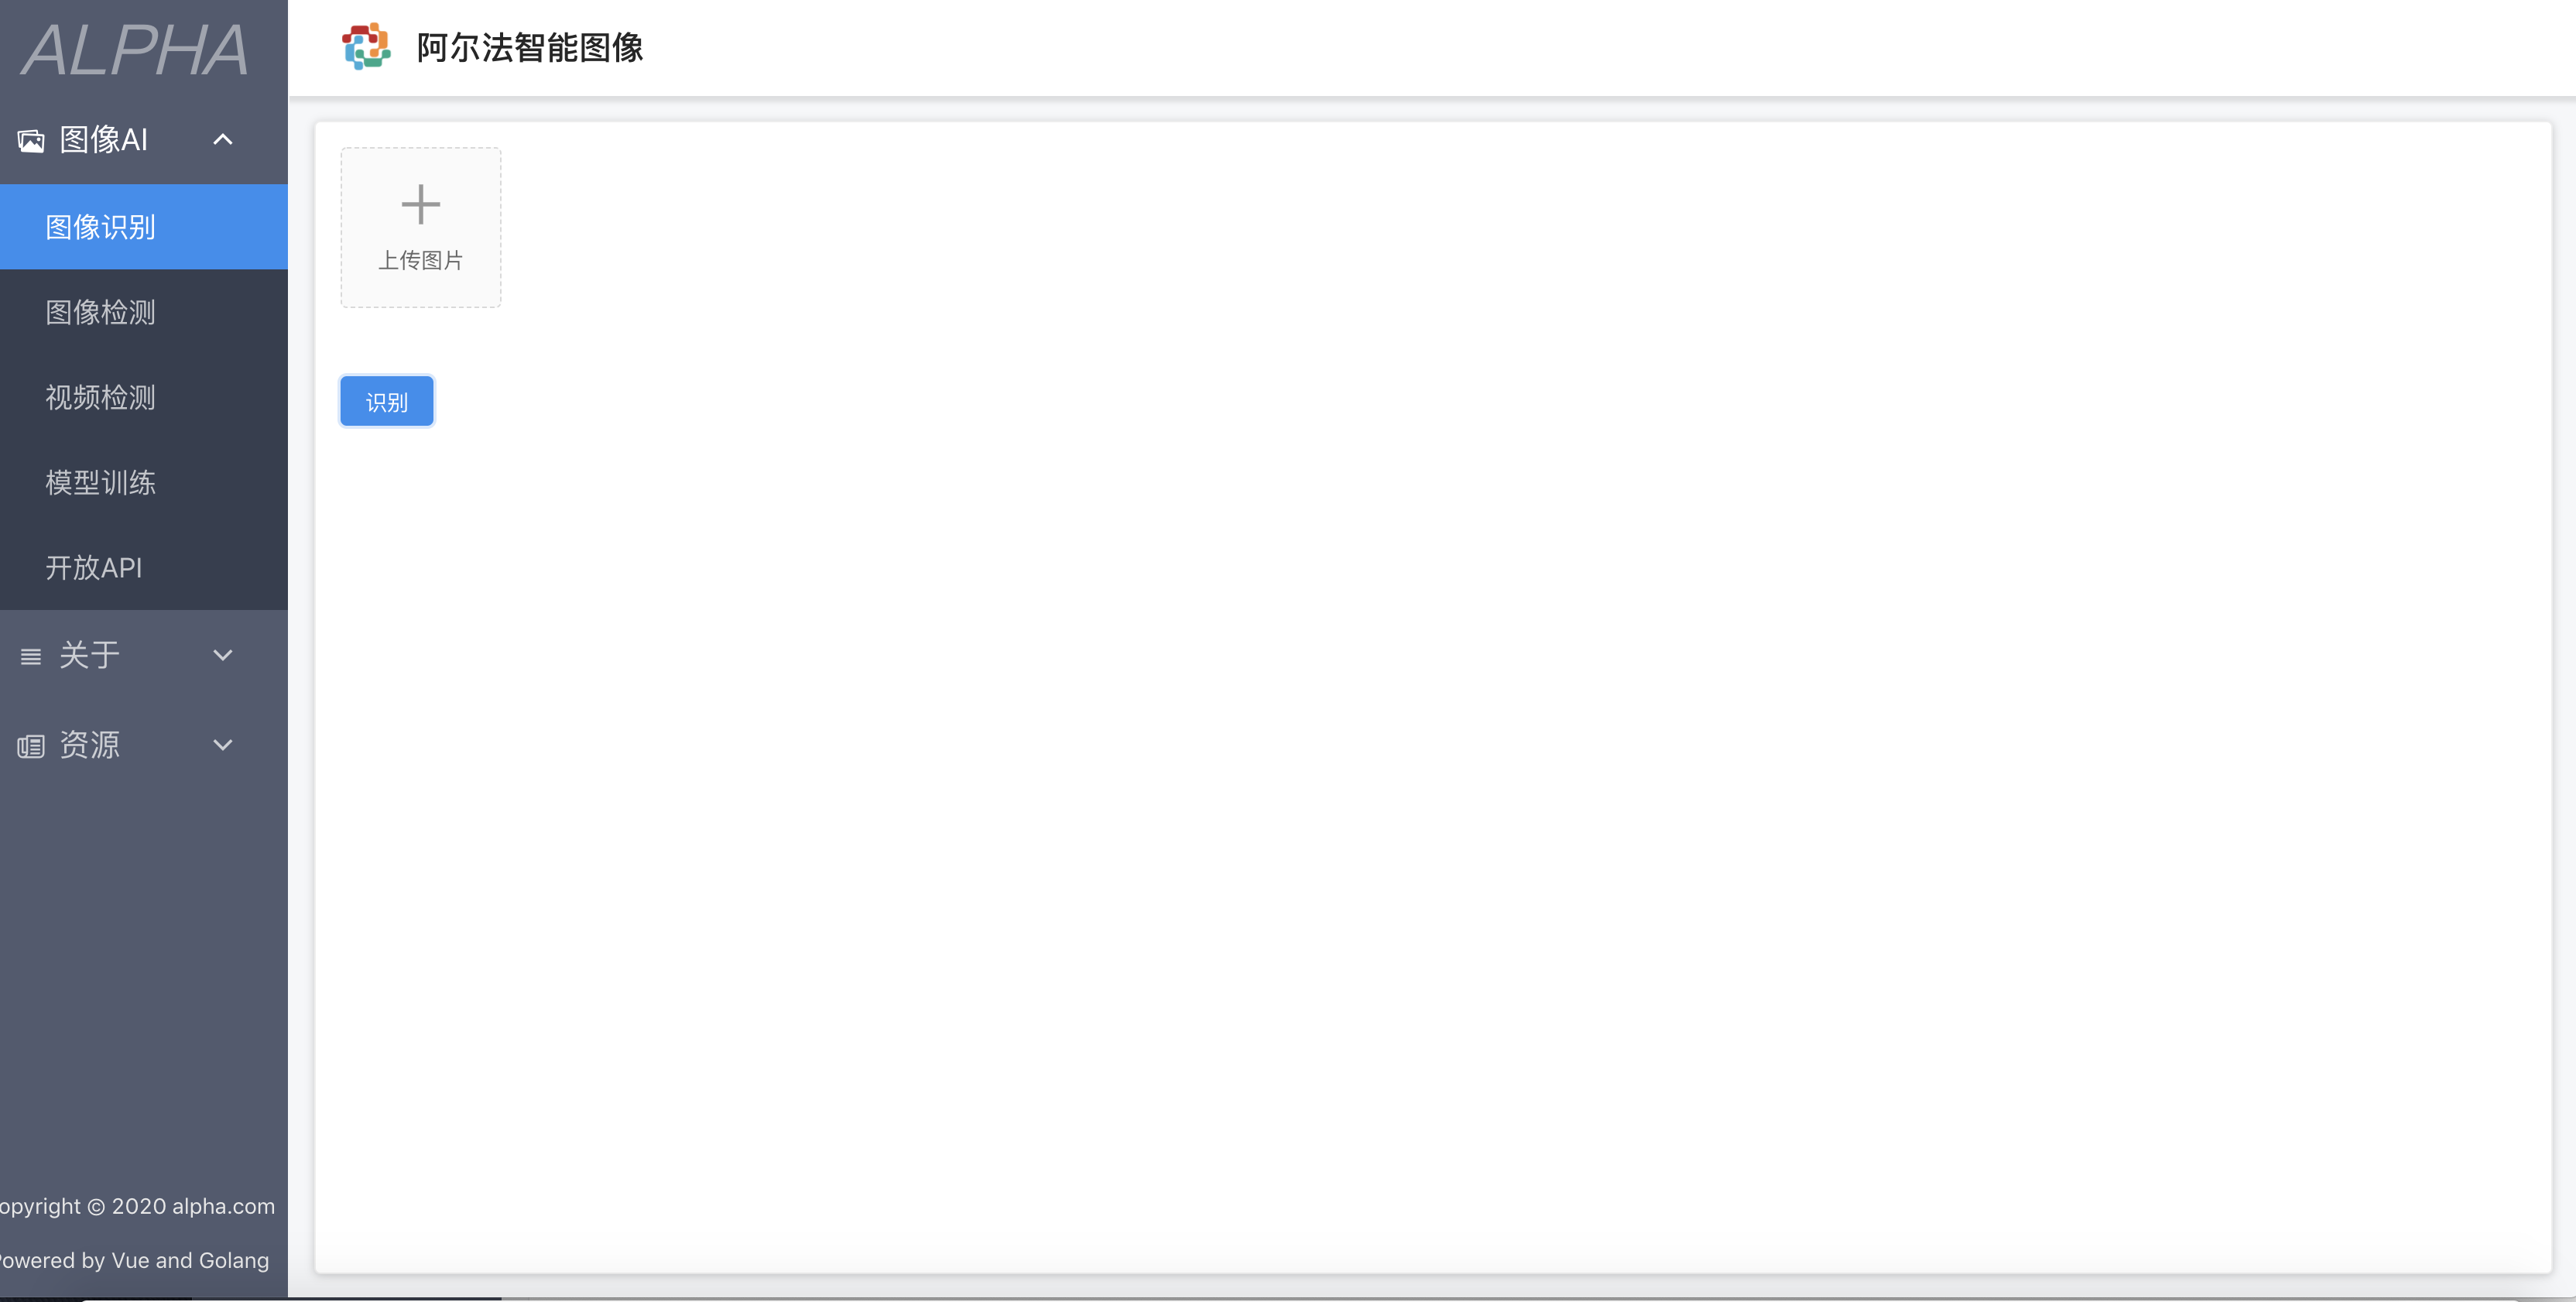 ALPHA
阿尔法智能图像
图像AI
图像识别
图像检测
视频检测
模型训练
开放API
关于
资源
上传图片
识别
opyright © 2020 alpha.com
Powered by Vue and Golang